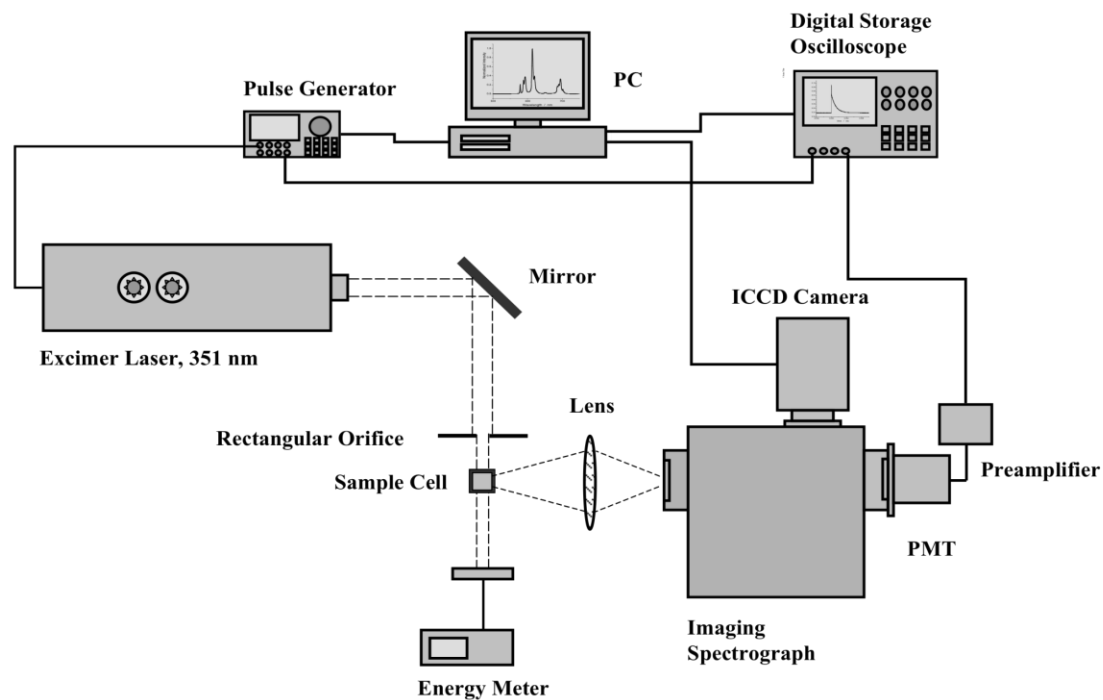 Digital Storage
Oscilloscope
PC
Pulse Generator
Mirror
ICCD Camera
Excimer Laser, 351 nm
Lens
Rectangular Orifice
Sample Cell
Preamplifier
PMT
Imaging
Spectrograph
Energy Meter